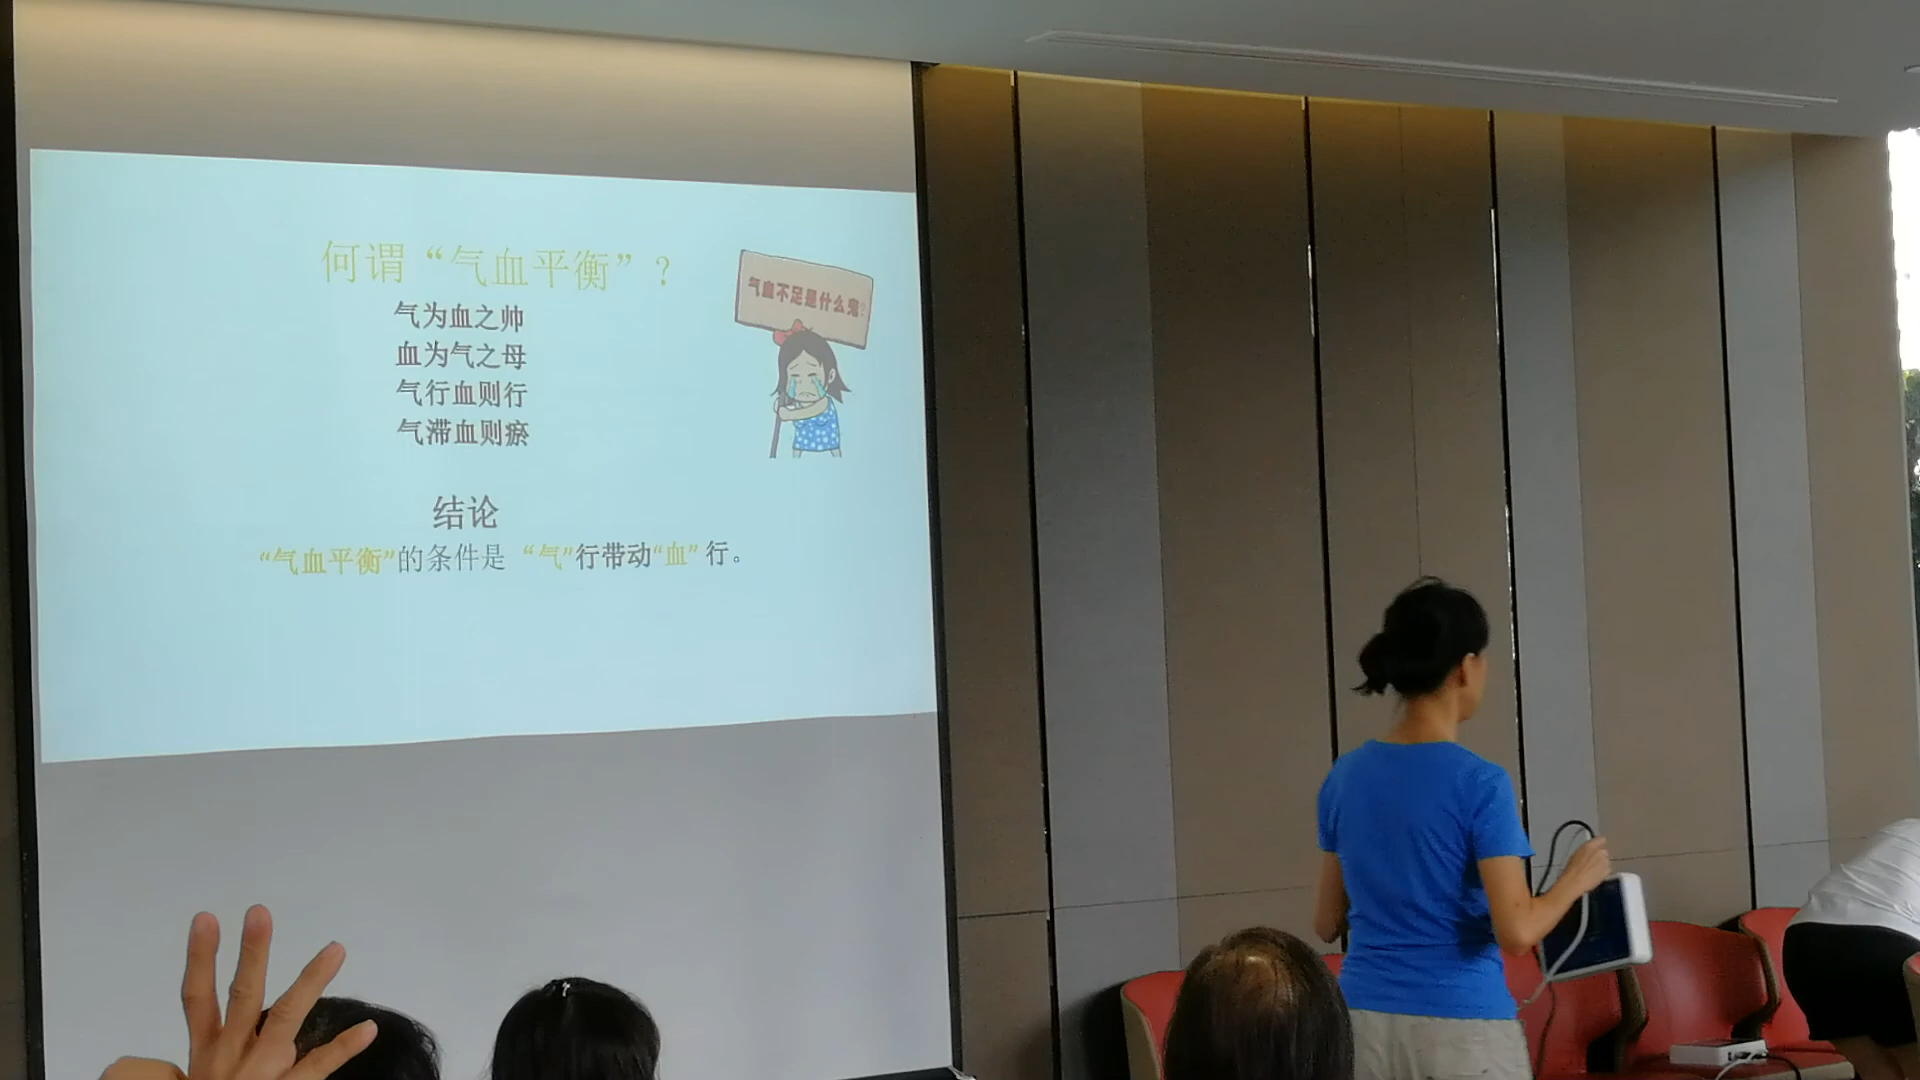 何谓“气血平衡”？
气血不足是什么鬼?
气为血之帅
血为气之母
气行血则行
气滞血则瘀
结论
“气血平衡”的条件是 “气”行带动“血”行。